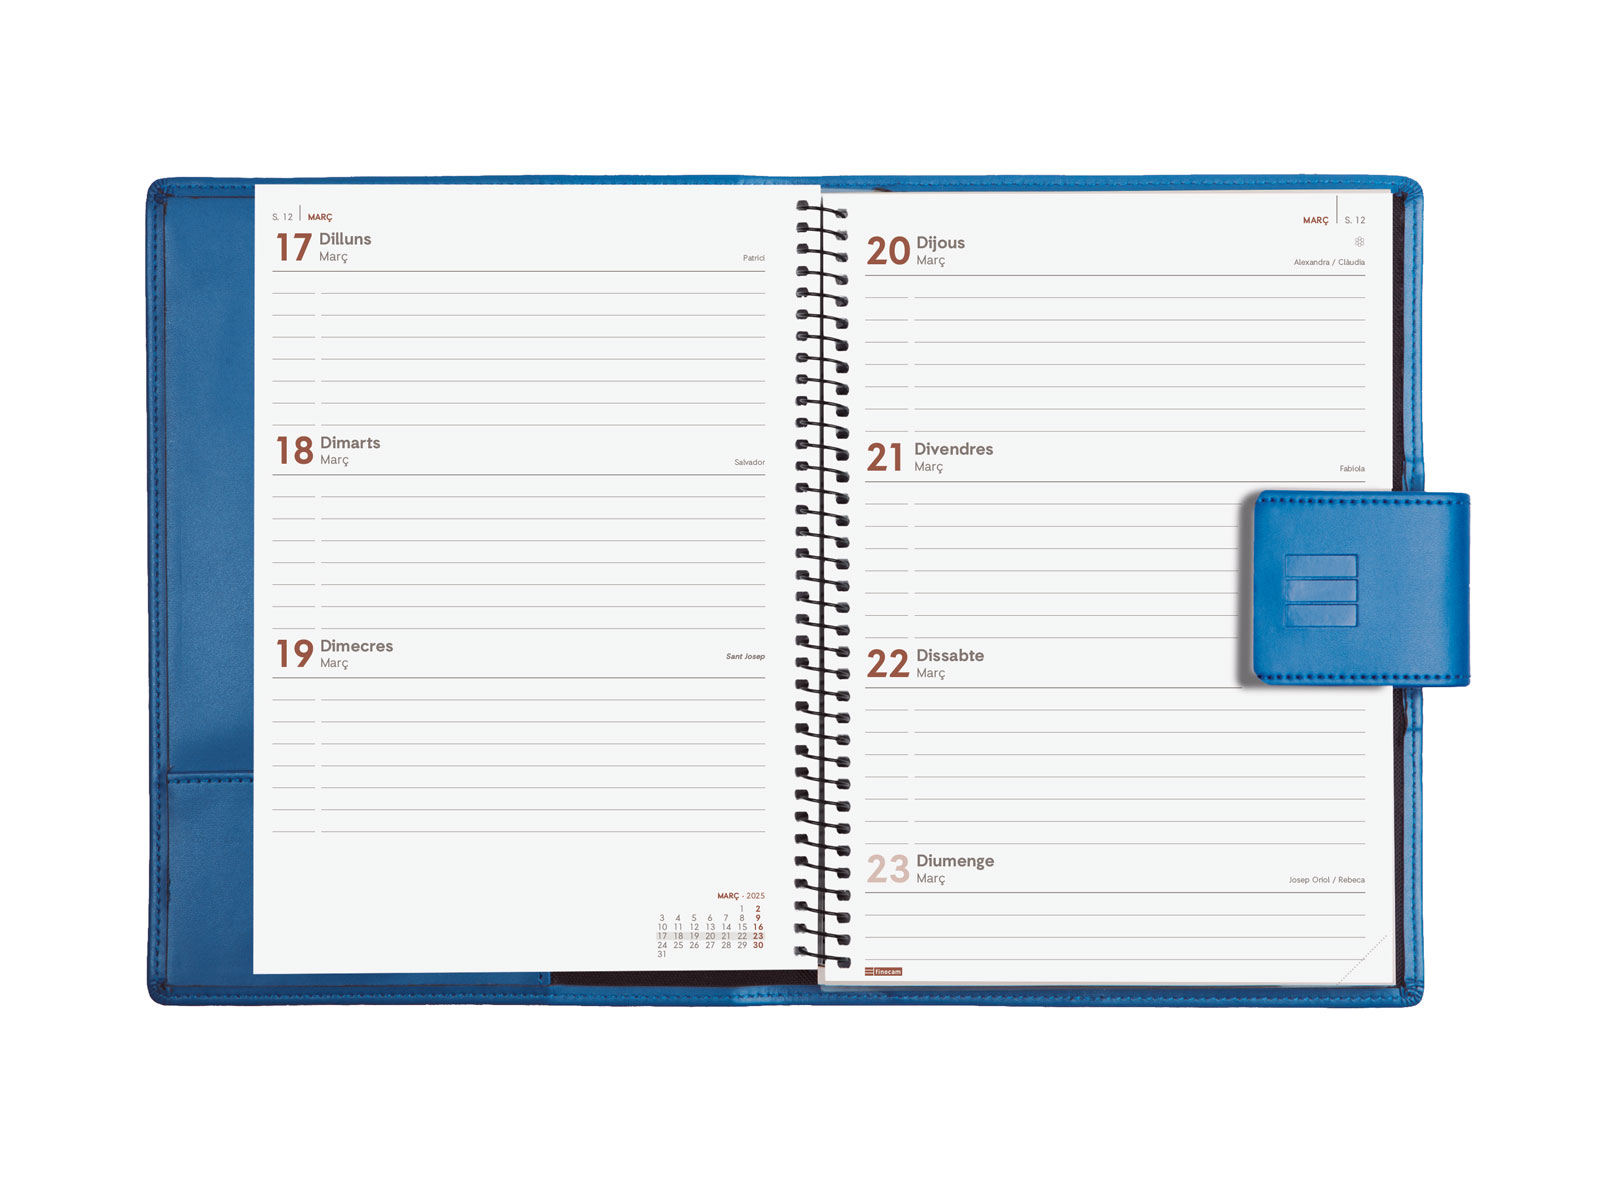 S. 12 MARÇ
17 Dilluns
Març
Patrici
18 Dimarts
Març
Salvador
19 Dimecres
Març
Sant Josep
MARÇ - 2025
1 2
3 4 5 6 7 8 9
10 11 12 13 14 15 16
17 18 19 20 21 22 23
24 25 26 27 28 29 30
31
MARÇ S. 12
20 Dijous
Març
Alexandra / Clàudia
21 Divendres
Març
Fabiola
22 Dissabte
Març
23 Diumenge
Març
Josep Oriol / Rebeca
finocam